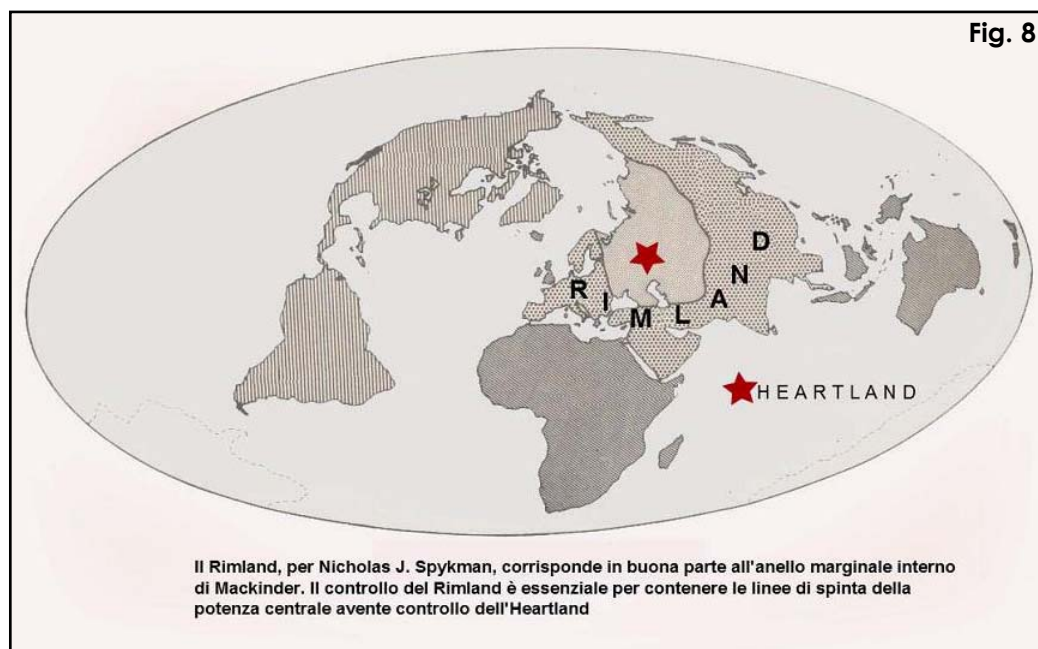 Fig. 8
R I M L A N D
HEARTLAND
Il Rimland, per Nicholas J. Spykman, corrisponde in buona parte all'anello marginale interno
di Mackinder. Il controllo del Rimland è essenziale per contenere le linee di spinta della
potenza centrale avente controllo dell'Heartland